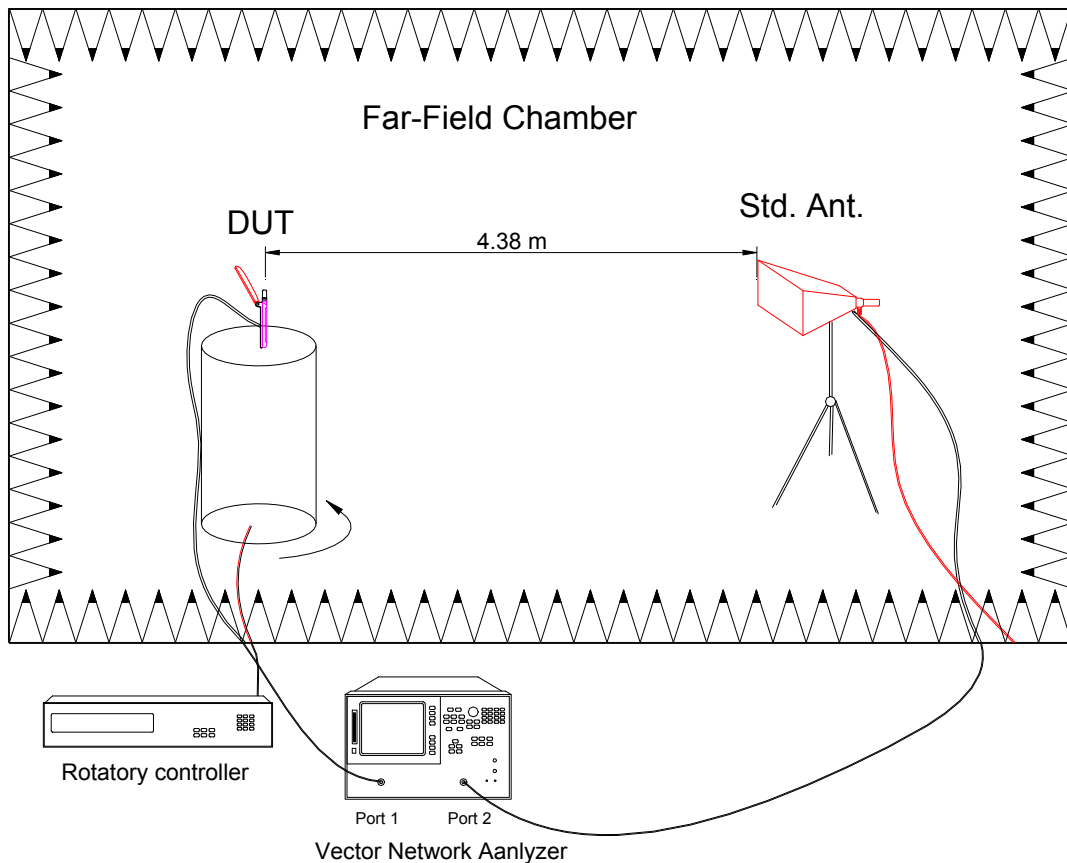 Far-Field Chamber
Std. Ant.
DUT
4.38 m
Rotatory controller
Port 1
Port 2
Vector Network Aanlyzer